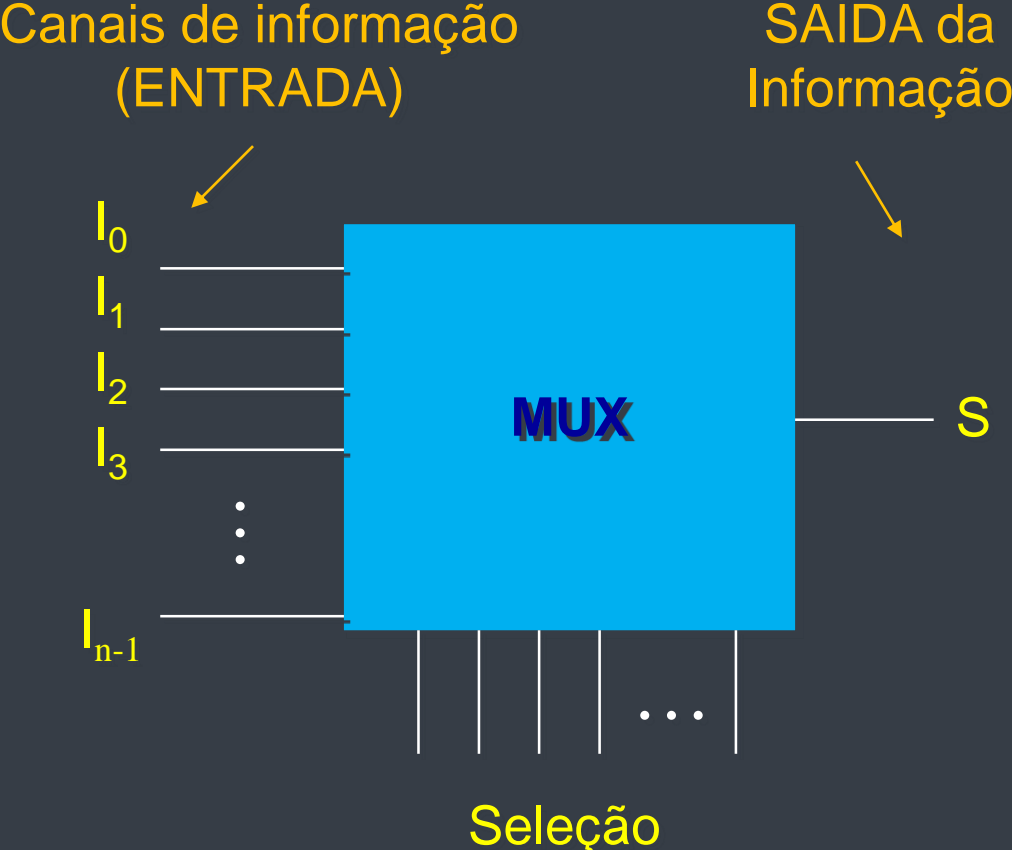 Canais de informação
(ENTRADA)
SAIDA da
Informação
I0
I1
I2
I3
In-1
MUX
S
Seleção